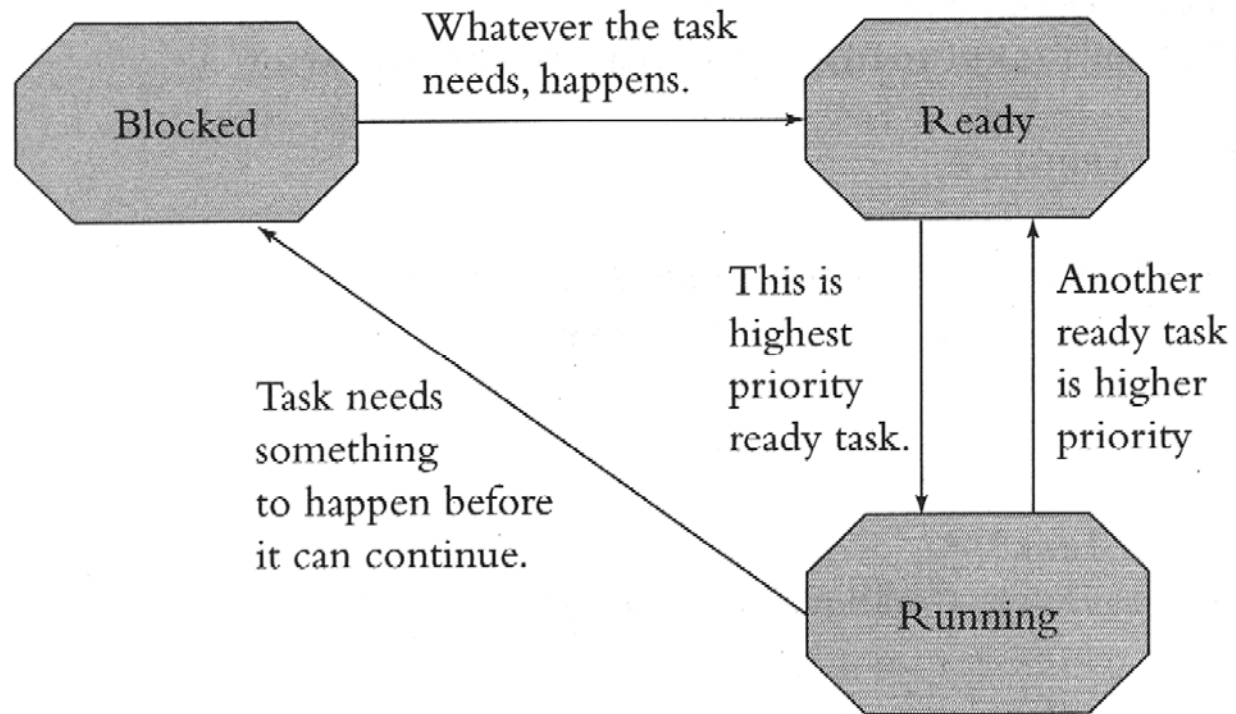 Whatever the task
needs, happens.
Blocked
Ready
This is
highest
priority
ready task.
Another
ready task
is higher
priority
Task needs
something
to happen before
it can continue.
Running